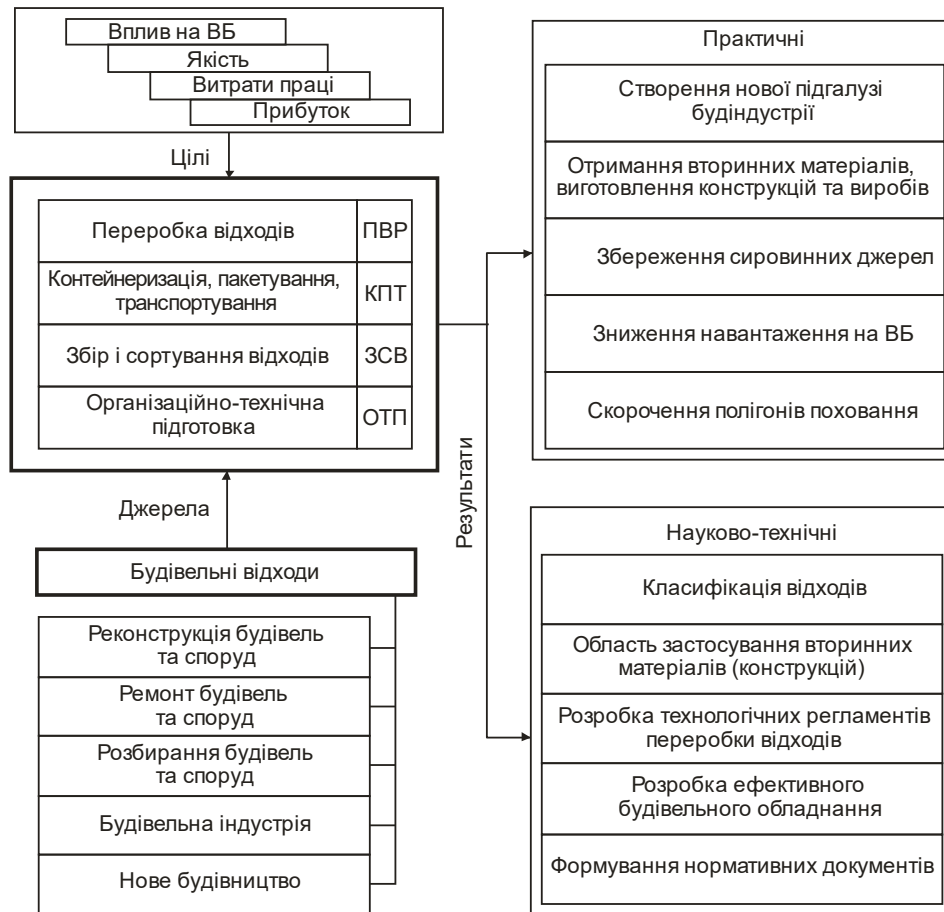 Вплив на ВБ
Якість
Витрати праці
Прибуток
Цілі
Переробка відходів
ПВР
Контейнеризація, пакетування,
транспортування
КПТ
Збір і сортування відходів
ЗСВ
Організаційно-технічна
підготовка
ОТП
Джерела
Будівельні відходи
Реконструкція будівель
та споруд
Ремонт будівель
та споруд
Розбирання будівель
та споруд
Будівельна індустрія
Нове будівництво
Результати
Практичні
Створення нової підгалузі
будіндустрії
Отримання вторинних матеріалів,
виготовлення конструкцій та виробів
Збереження сировинних джерел
Зниження навантаження на ВБ
Скорочення полігонів поховання
Науково-технічні
Класифікація відходів
Область застосування вторинних
матеріалів (конструкцій)
Розробка технологічних регламентів
переробки відходів
Розробка ефективного
будівельного обладнання
Формування нормативних документів